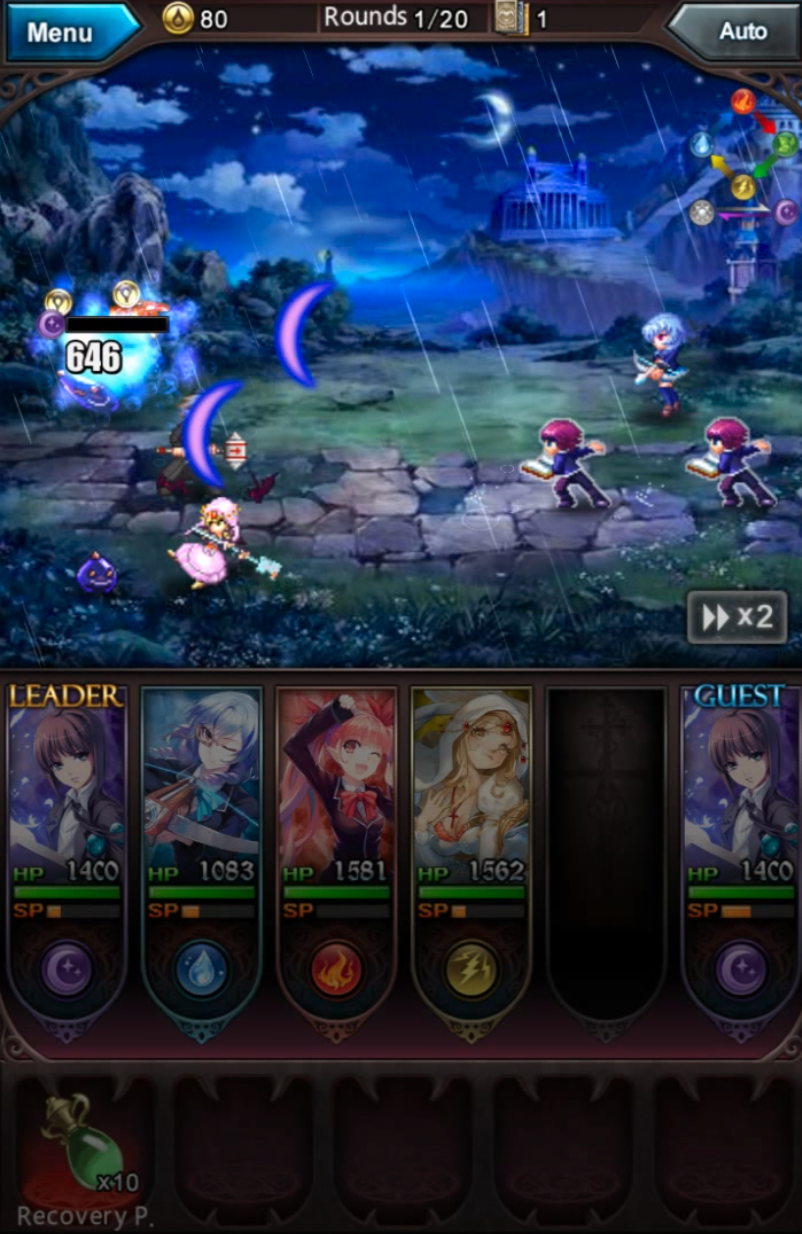 Menu
80
Rounds 1/20
1
Auto
646
x2
LEADER
GUEST
HP 1400
HP 1083
HP 1581
HP 1562
HP 1400
SP
SP
SP
SP
SP
x10
Recovery P.